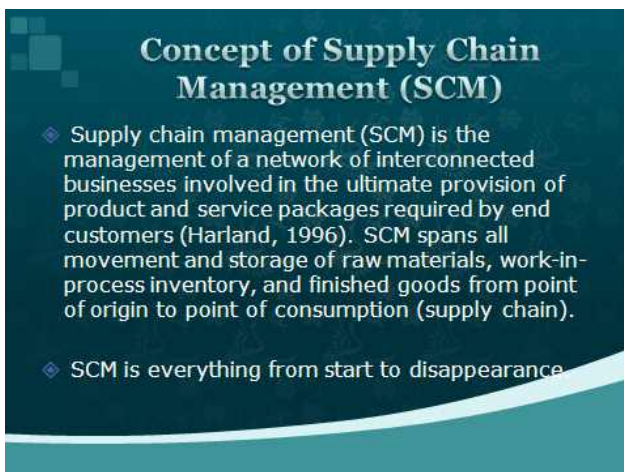 Concept of Supply Chain
Management (SCM)
Supply chain management (SCM) is the
management of a network of interconnected
businesses involved in the ultimate provision of
product and service packages required by end
customers (Harland, 1996). SCM spans all
movement and storage of raw materials, work-in-
process inventory, and finished goods from point
of origin to point of consumption (supply chain).
SCM is everything from start to disappearance.